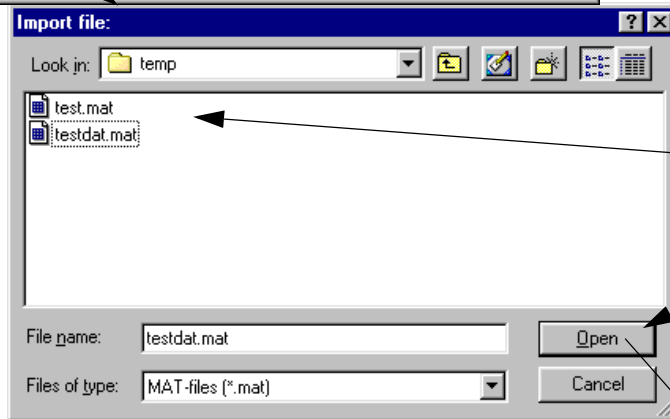 Import file:
Look in: temp
test.mat
testdat.mat
File name: testdat.mat Open
Files of type: MAT-files (*.mat) Cancel